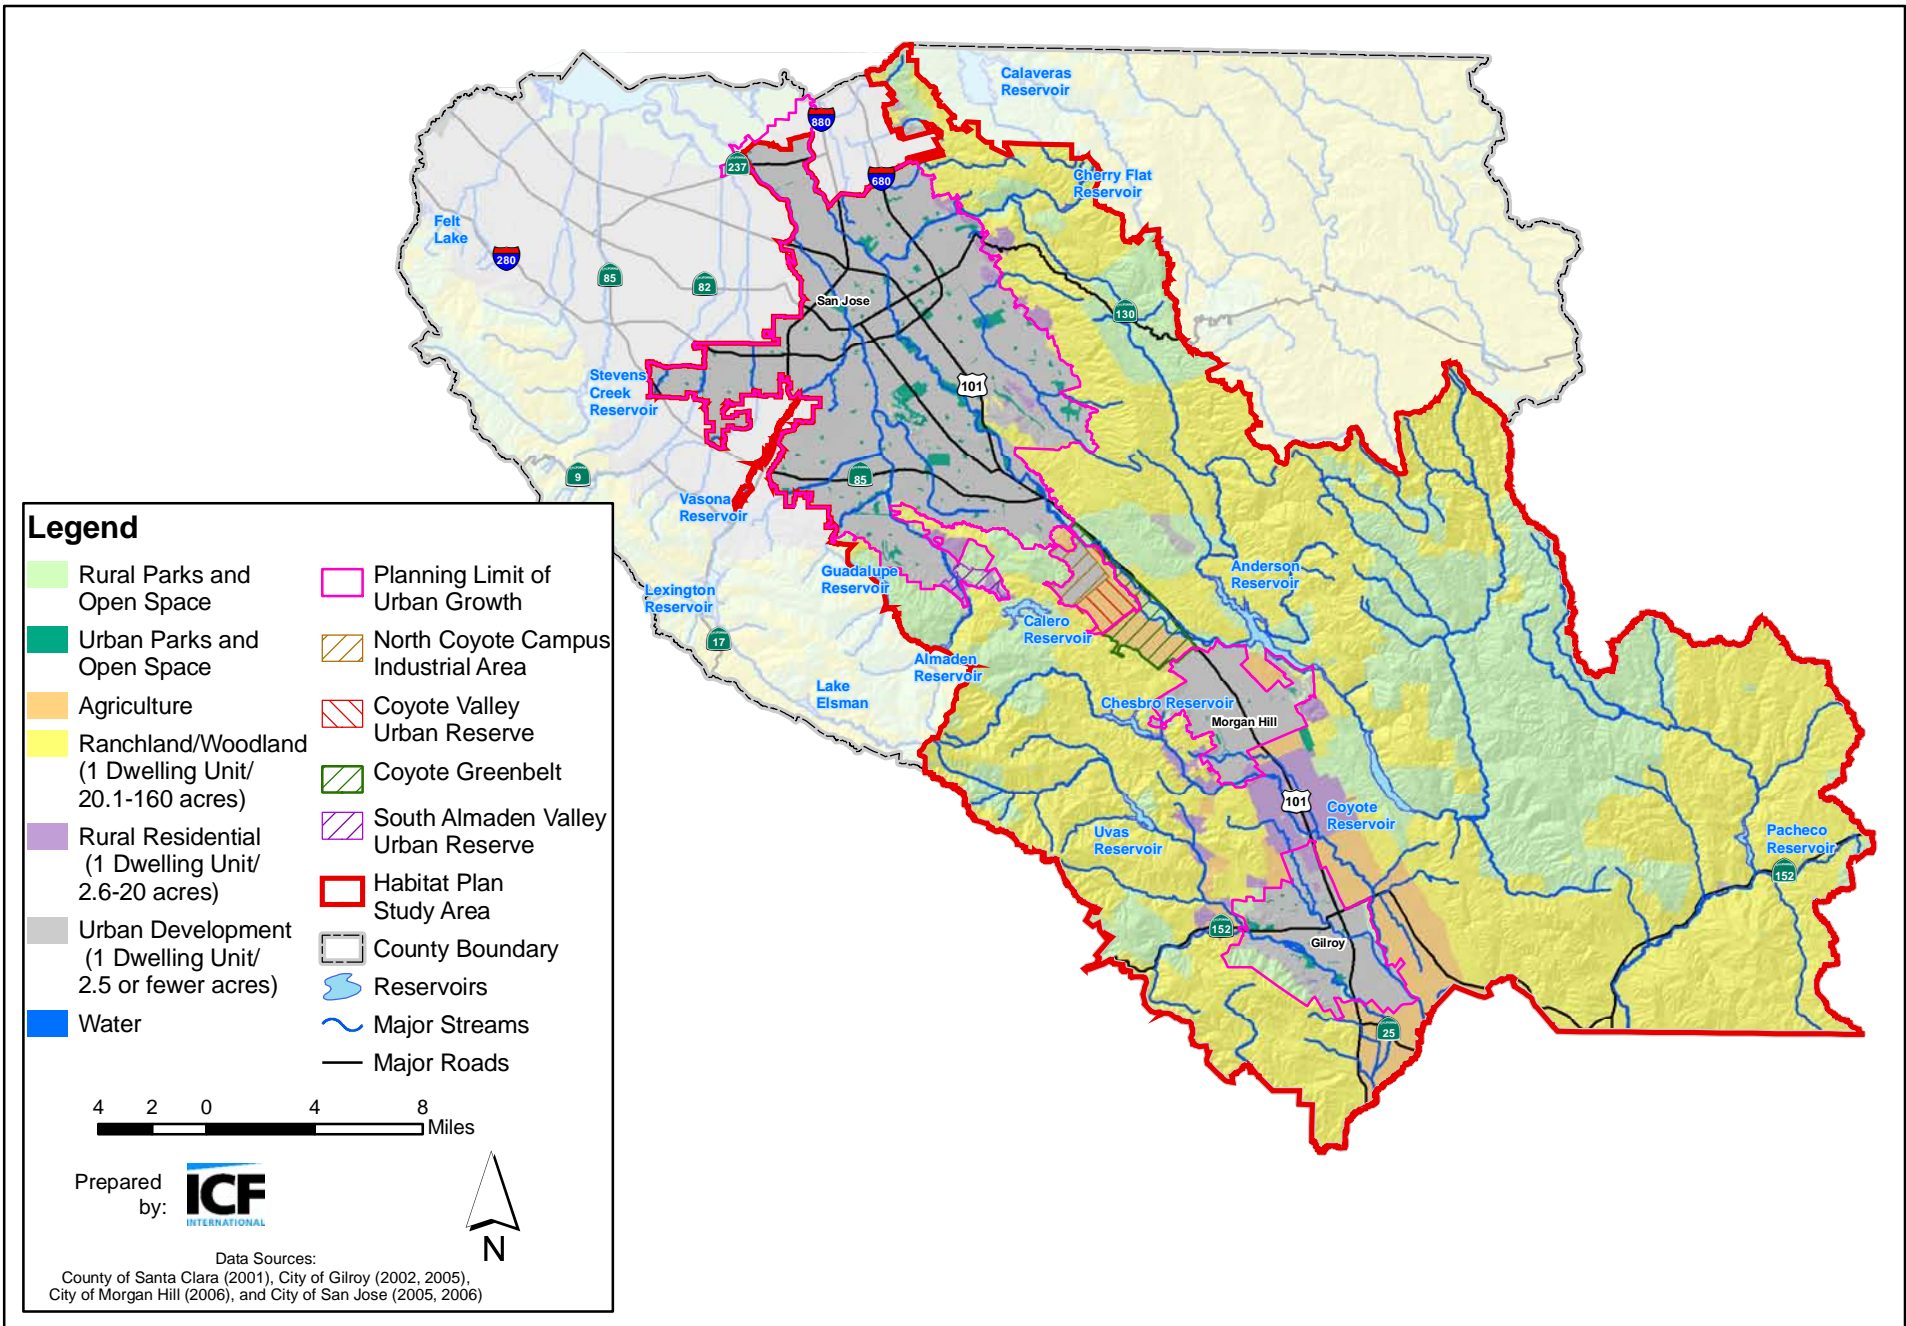 Calaveras
Reservoir
880
237
680
Cherry Flat
Reservoir
Felt
Lake
280
85
82
San Jose
130
Stevens
Creek
Reservoir
101
9
85
Vasona
Reservoir
Guadalupe
Reservoir
Anderson
Reservoir
Lexington
Reservoir
Calero
Reservoir
17
Almaden
Reservoir
Lake
Elsman
Chesbro Reservoir
Morgan Hill
101
Coyote
Reservoir
Uvas
Reservoir
Pacheco
Reservoir
152
152
Gilroy
25
Legend
Rural Parks and
Open Space
Urban Parks and
Open Space
Agriculture
Ranchland/Woodland
(1 Dwelling Unit/
20.1-160 acres)
Rural Residential
(1 Dwelling Unit/
2.6-20 acres)
Urban Development
(1 Dwelling Unit/
2.5 or fewer acres)
Water
Planning Limit of
Urban Growth
North Coyote Campus
Industrial Area
Coyote Valley
Urban Reserve
Coyote Greenbelt
South Almaden Valley
Urban Reserve
Habitat Plan
Study Area
County Boundary
Reservoirs
Major Streams
Major Roads
4 2 0 4 8
Miles
Prepared
by:
ICF
INTERNATIONAL
N
Data Sources:
County of Santa Clara (2001), City of Gilroy (2002, 2005),
City of Morgan Hill (2006), and City of San Jose (2005, 2006)